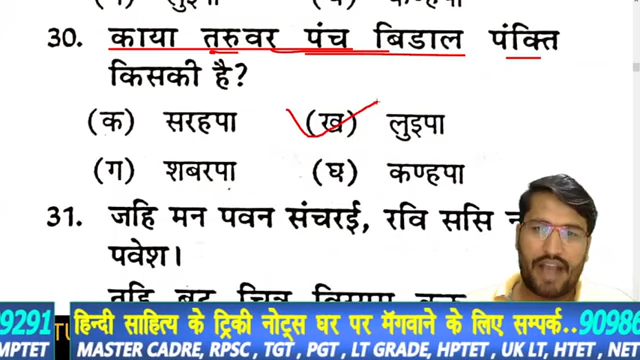 30. काया तरुवर पंच बिडाल पंक्ति
किसकी है?
(क) सरहपा (ख) लुइपा
(ग) शबरपा (घ) कण्हपा
31. जहि मन पवन संचरई, रवि ससि
पवेश।
9291 हिन्दी साहित्य के ट्रिकी नोट्स घर पर मॅगवाने के लिए सम्पर्क.. 90986
MPTET MASTER CADRE, RPSC, TGT, PGT, LT GRADE, HPTET, UK LT, HTET, NET